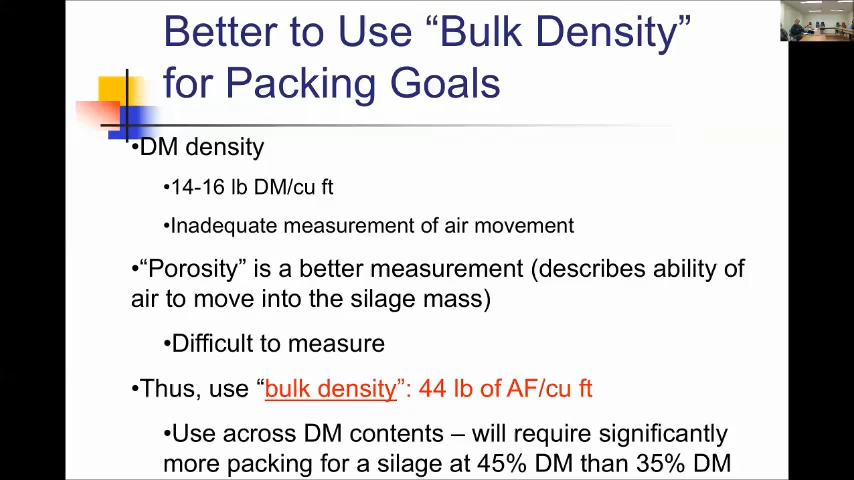 Better to Use “Bulk Density”
for Packing Goals
•DM density
•14-16 lb DM/cu ft
•Inadequate measurement of air movement
•“Porosity” is a better measurement (describes ability of
air to move into the silage mass)
•Difficult to measure
•Thus, use “bulk density”: 44 lb of AF/cu ft
•Use across DM contents – will require significantly
more packing for a silage at 45% DM than 35% DM